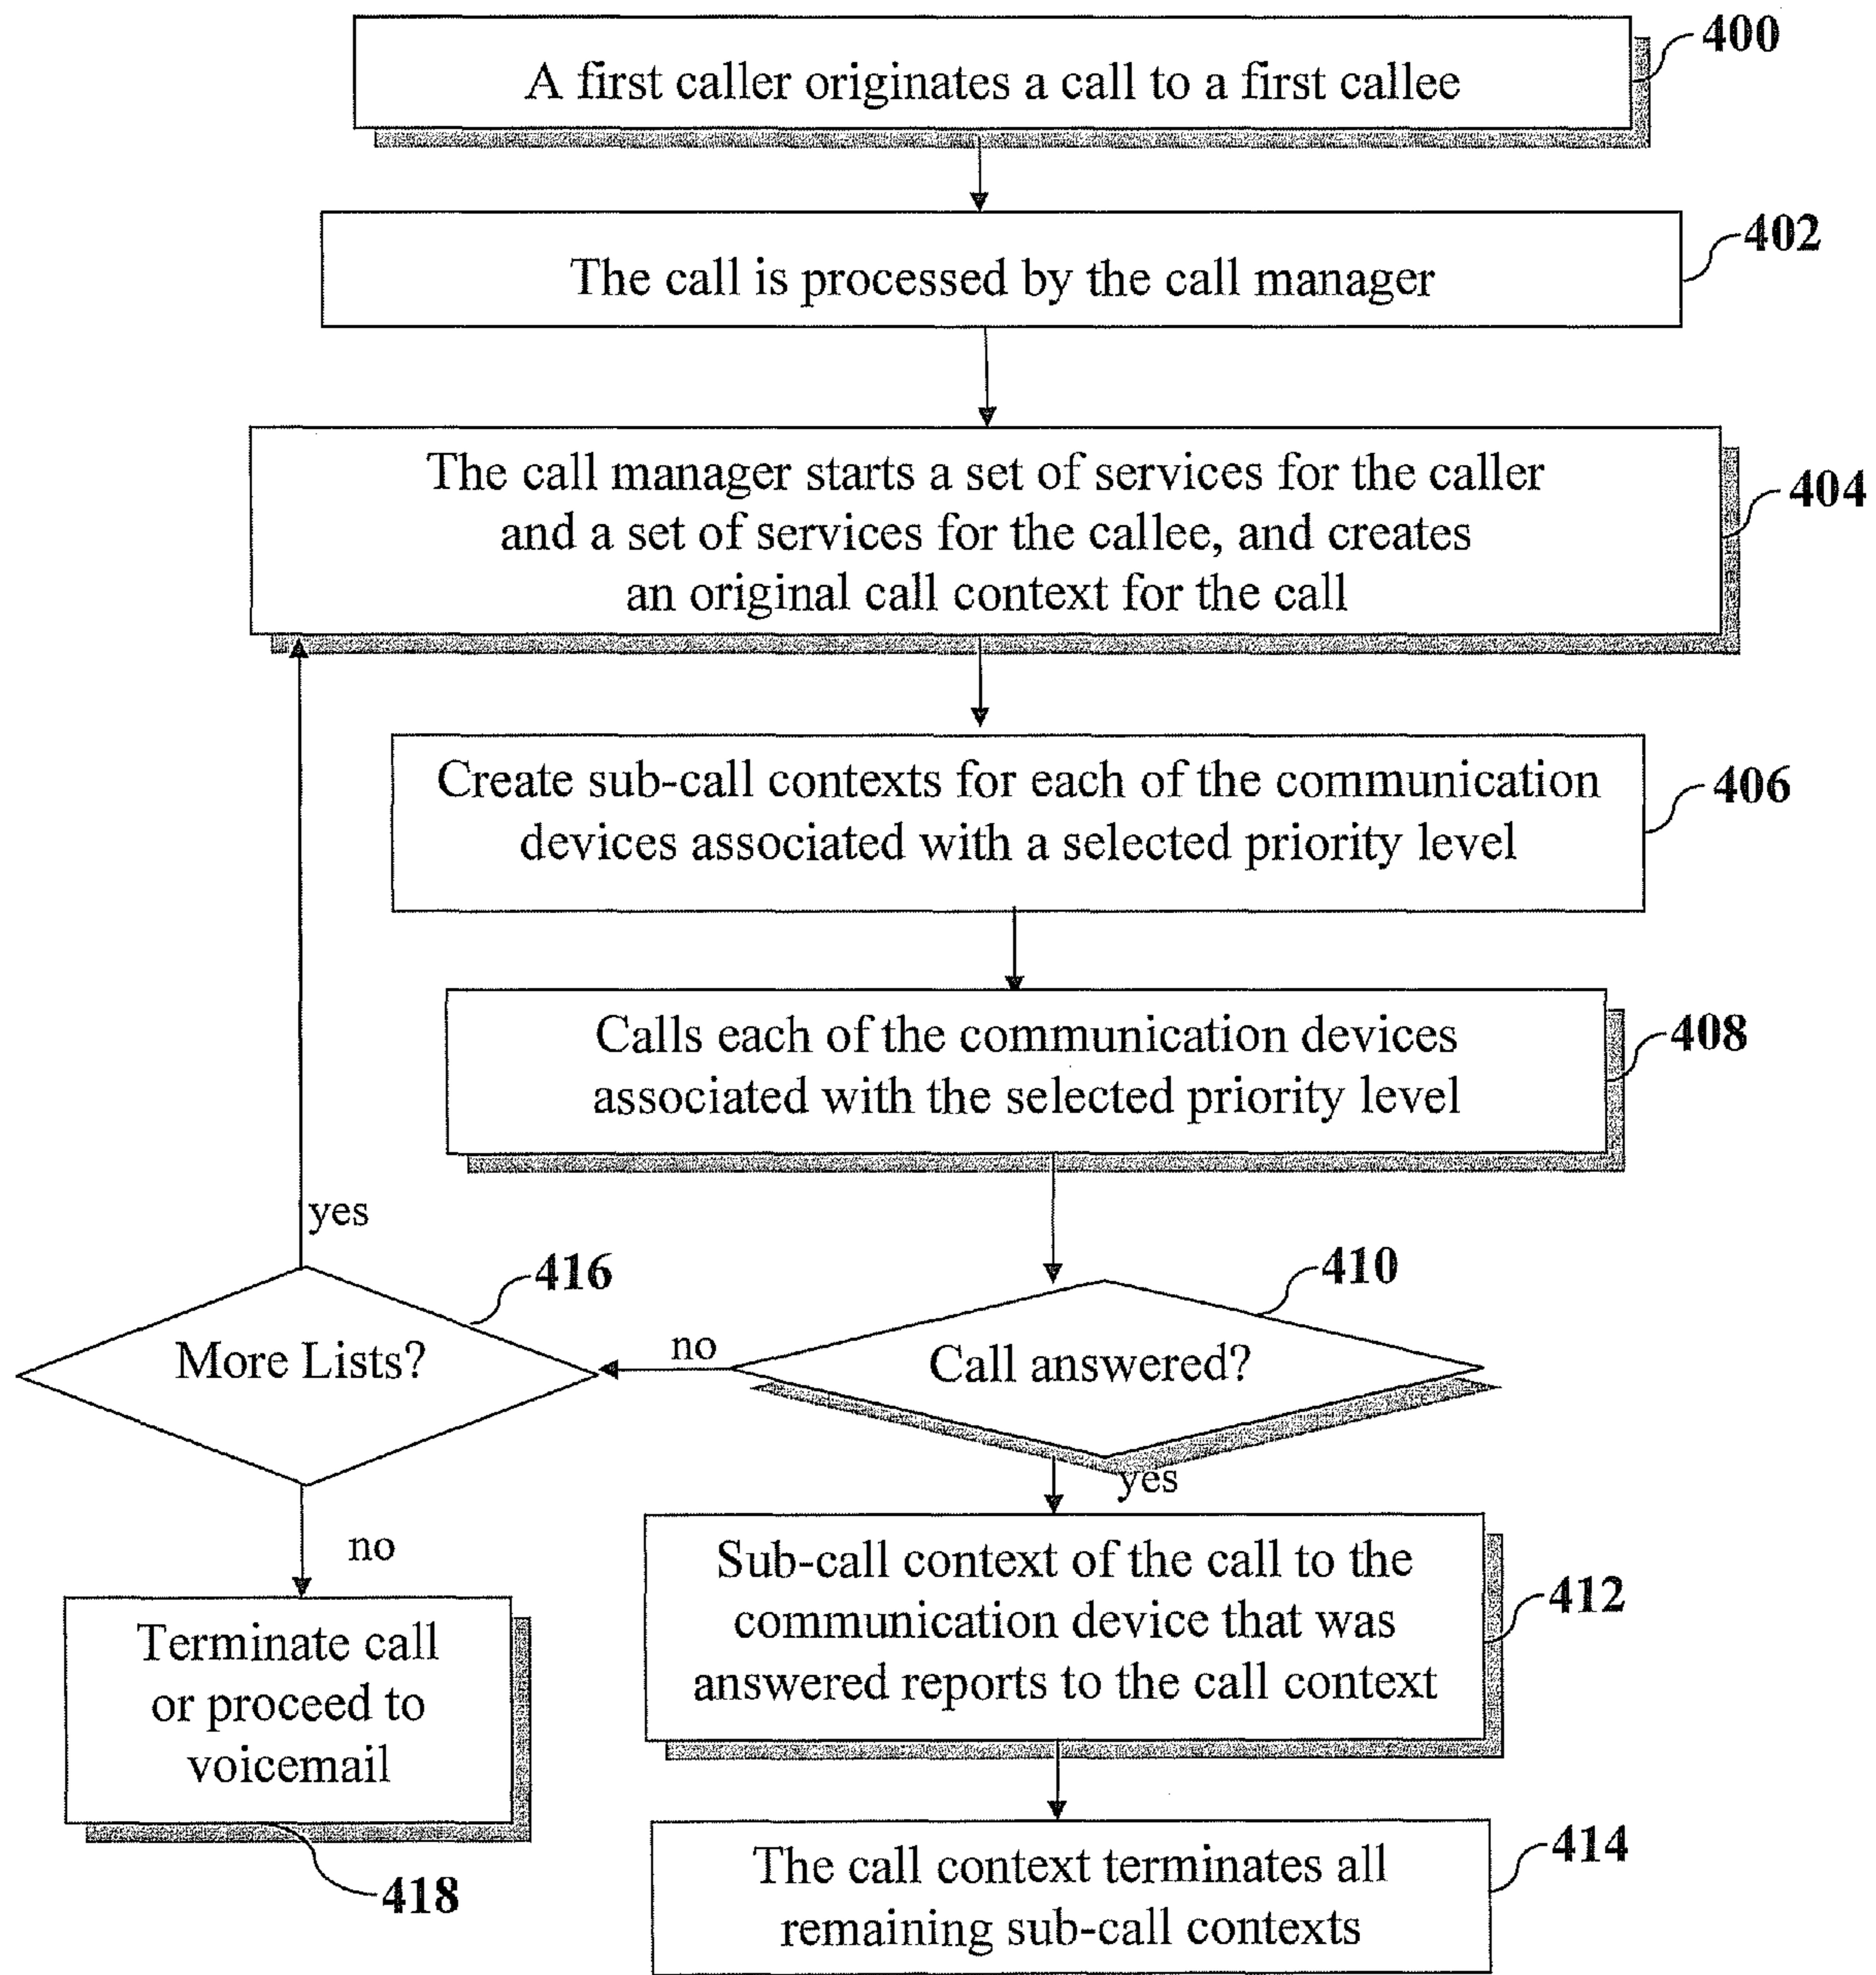 A first caller originates a call to a first callee
400
The call is processed by the call manager
402
The call manager starts a set of services for the caller
and a set of services for the callee, and creates
an original call context for the call
404
Create sub-call contexts for each of the communication
devices associated with a selected priority level
406
Calls each of the communication devices
associated with the selected priority level
408
Call answered?
410
no
yes
More Lists?
416
yes
no
Sub-call context of the call to the
communication device that was
answered reports to the call context
412
Terminate call
or proceed to
voicemail
418
The call context terminates all
remaining sub-call contexts
414